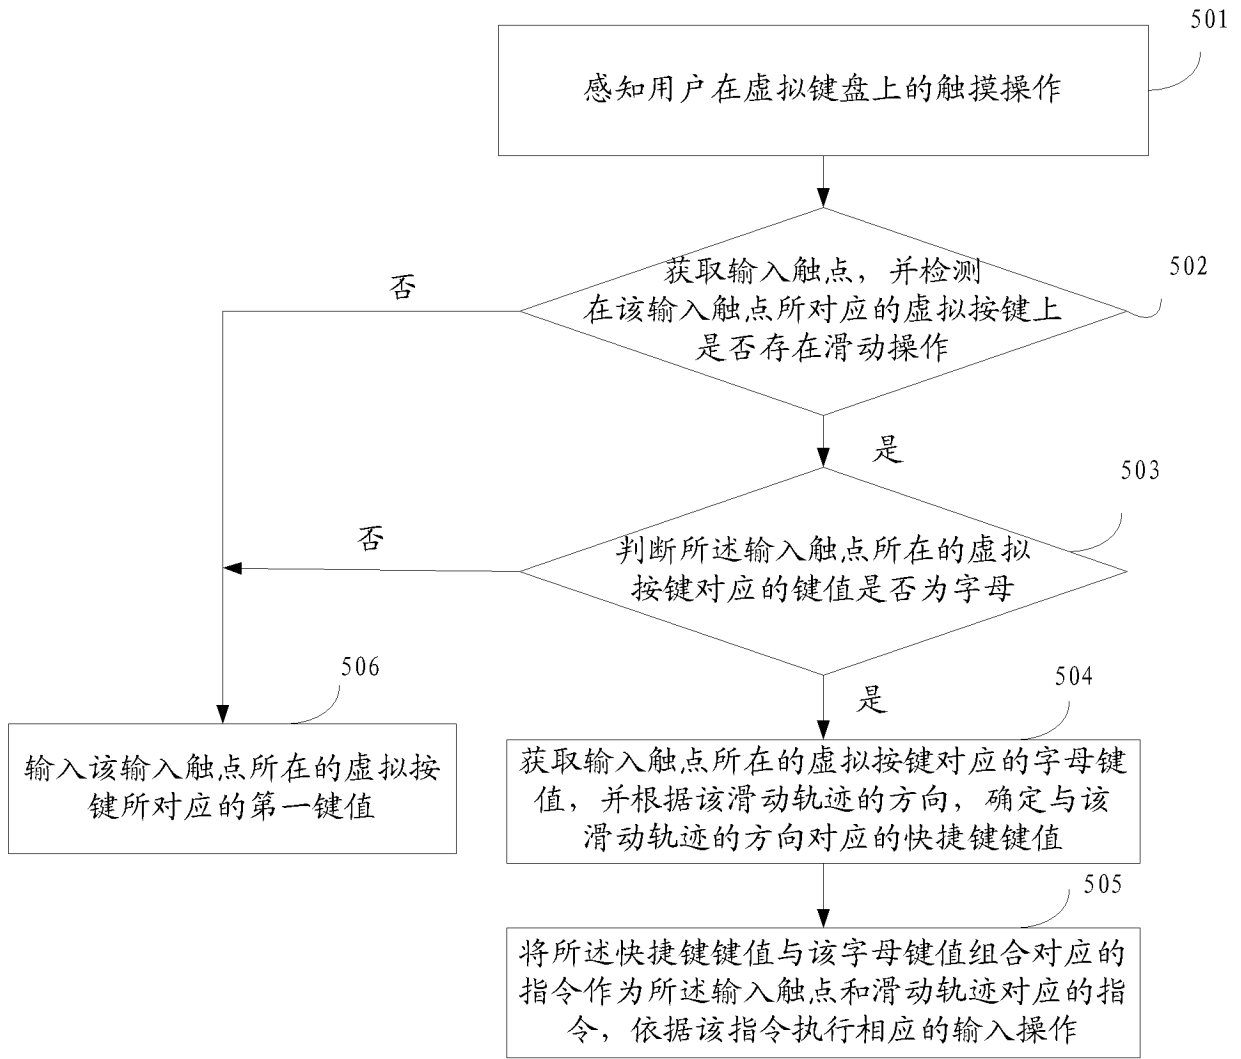 501
感知用户在虚拟键盘上的触摸操作
502
获取输入触点，并检测
在该输入触点所对应的虚拟按键上
是否存在滑动操作
否
是
503
判断所述输入触点所在的虚拟
按键对应的键值是否为字母
否
是
506
输入该输入触点所在的虚拟按
键所对应的第一键值
504
获取输入触点所在的虚拟按键对应的字母键
值，并根据该滑动轨迹的方向，确定与该
滑动轨迹的方向对应的快捷键键值
505
将所述快捷键键值与该字母键值组合对应的
指令作为所述输入触点和滑动轨迹对应的指
令，依据该指令执行相应的输入操作